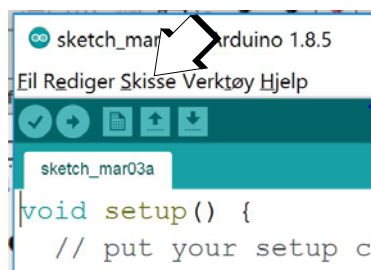 sketch_mar Arduino 1.8.5
Fil Rediger Skisse Verktøy Hjelp
sketch_mar03a
void setup() {
// put your setup c